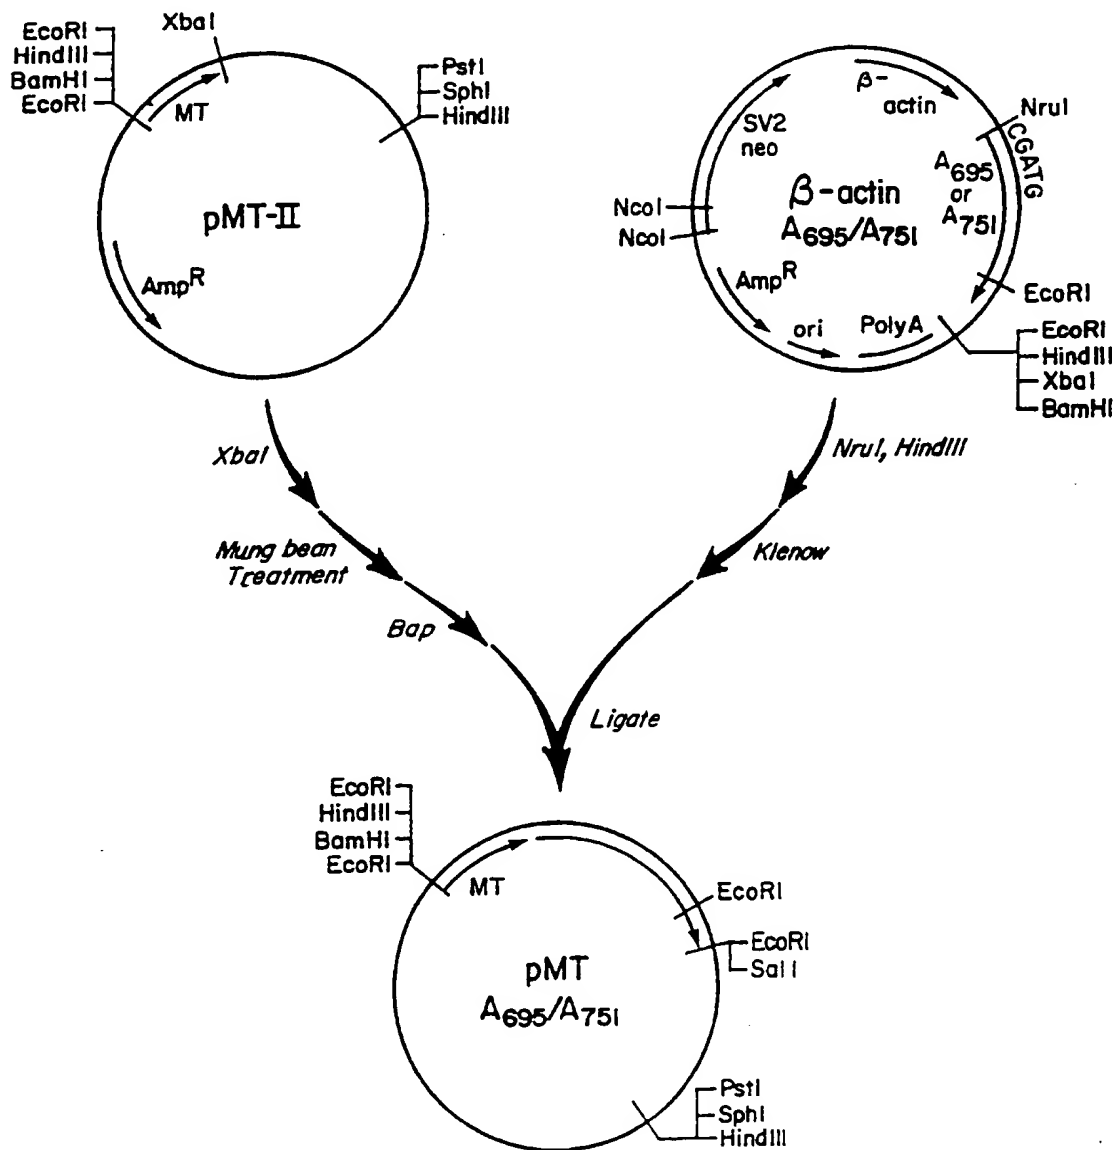 EcoRI
HindIII
BamHI
EcoRI
XbaI
MT
PstI
SphI
HindIII
pMT-II
Amp^R
β-
actin
NruI
CGATG
SV2
neo
A695
or
A751
β-actin
A695/A751
NcoI
NcoI
Amp^R
ori
PolyA
EcoRI
EcoRI
HindIII
XbaI
BamHI
XbaI
Mung bean
Treatment
Bap
NruI, HindIII
Klenow
Ligate
EcoRI
HindIII
BamHI
EcoRI
MT
EcoRI
EcoRI
SalI
pMT
A695/A751
PstI
SphI
HindIII